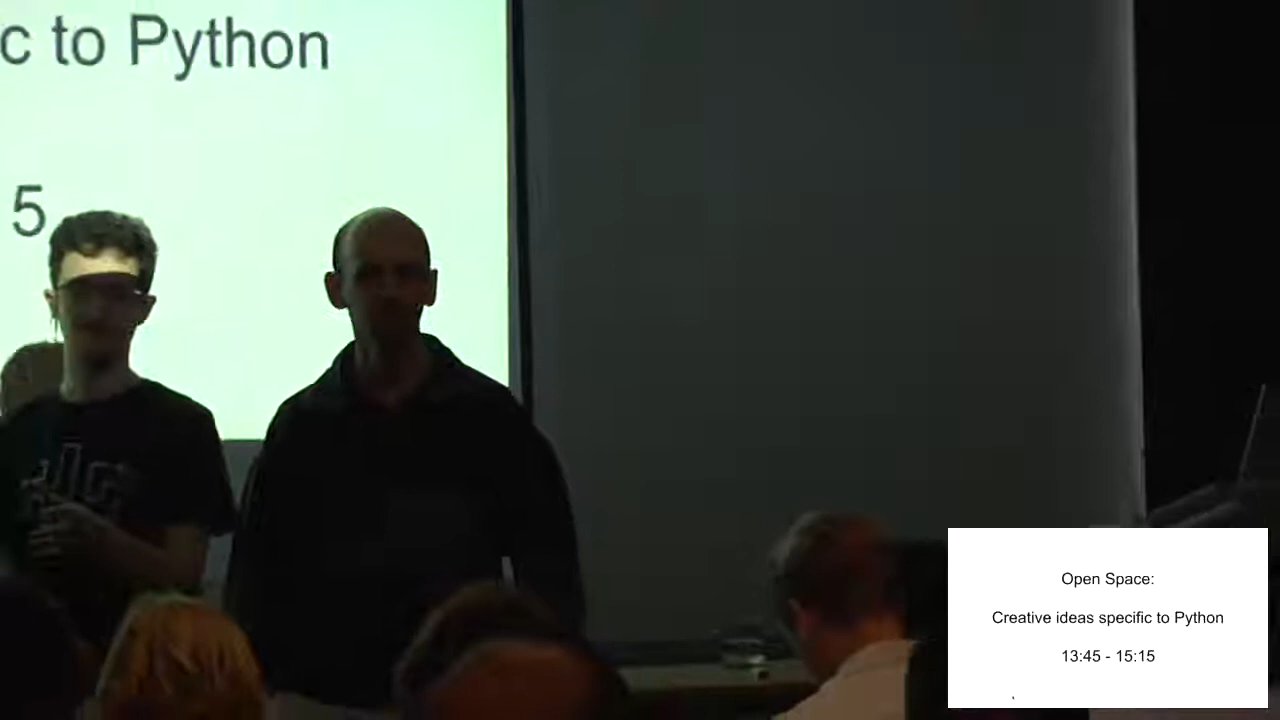 c to Python
5
Open Space:
Creative ideas specific to Python
13:45 - 15:15